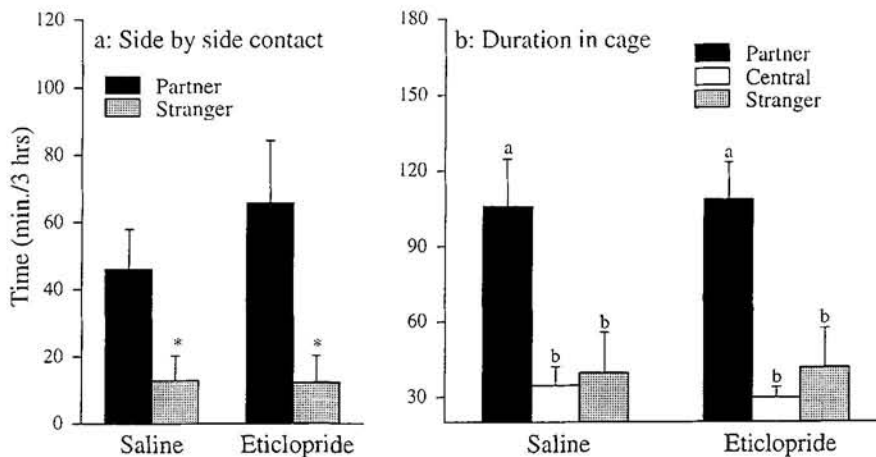 Time (min./3 hrs)
120
100
80
60
40
20
0
a: Side by side contact
Partner
Stranger
*
*
Saline
Eticlopride
180
150
120
90
60
30
b: Duration in cage
Partner
Central
Stranger
a
b
b
a
b
b
Saline
Eticlopride